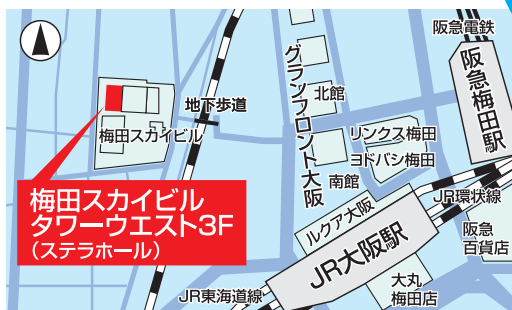 阪急電鉄
阪急梅田駅
グランフロント大阪
北館
地下歩道
梅田スカイビル
リンクス梅田
ヨドバシ梅田
南館
梅田スカイビル
タワーウエスト3F
（ステラホール）
ルクア大阪
JR環状線
JR大阪駅
阪急
百貨店
大丸
梅田店
JR東海道線